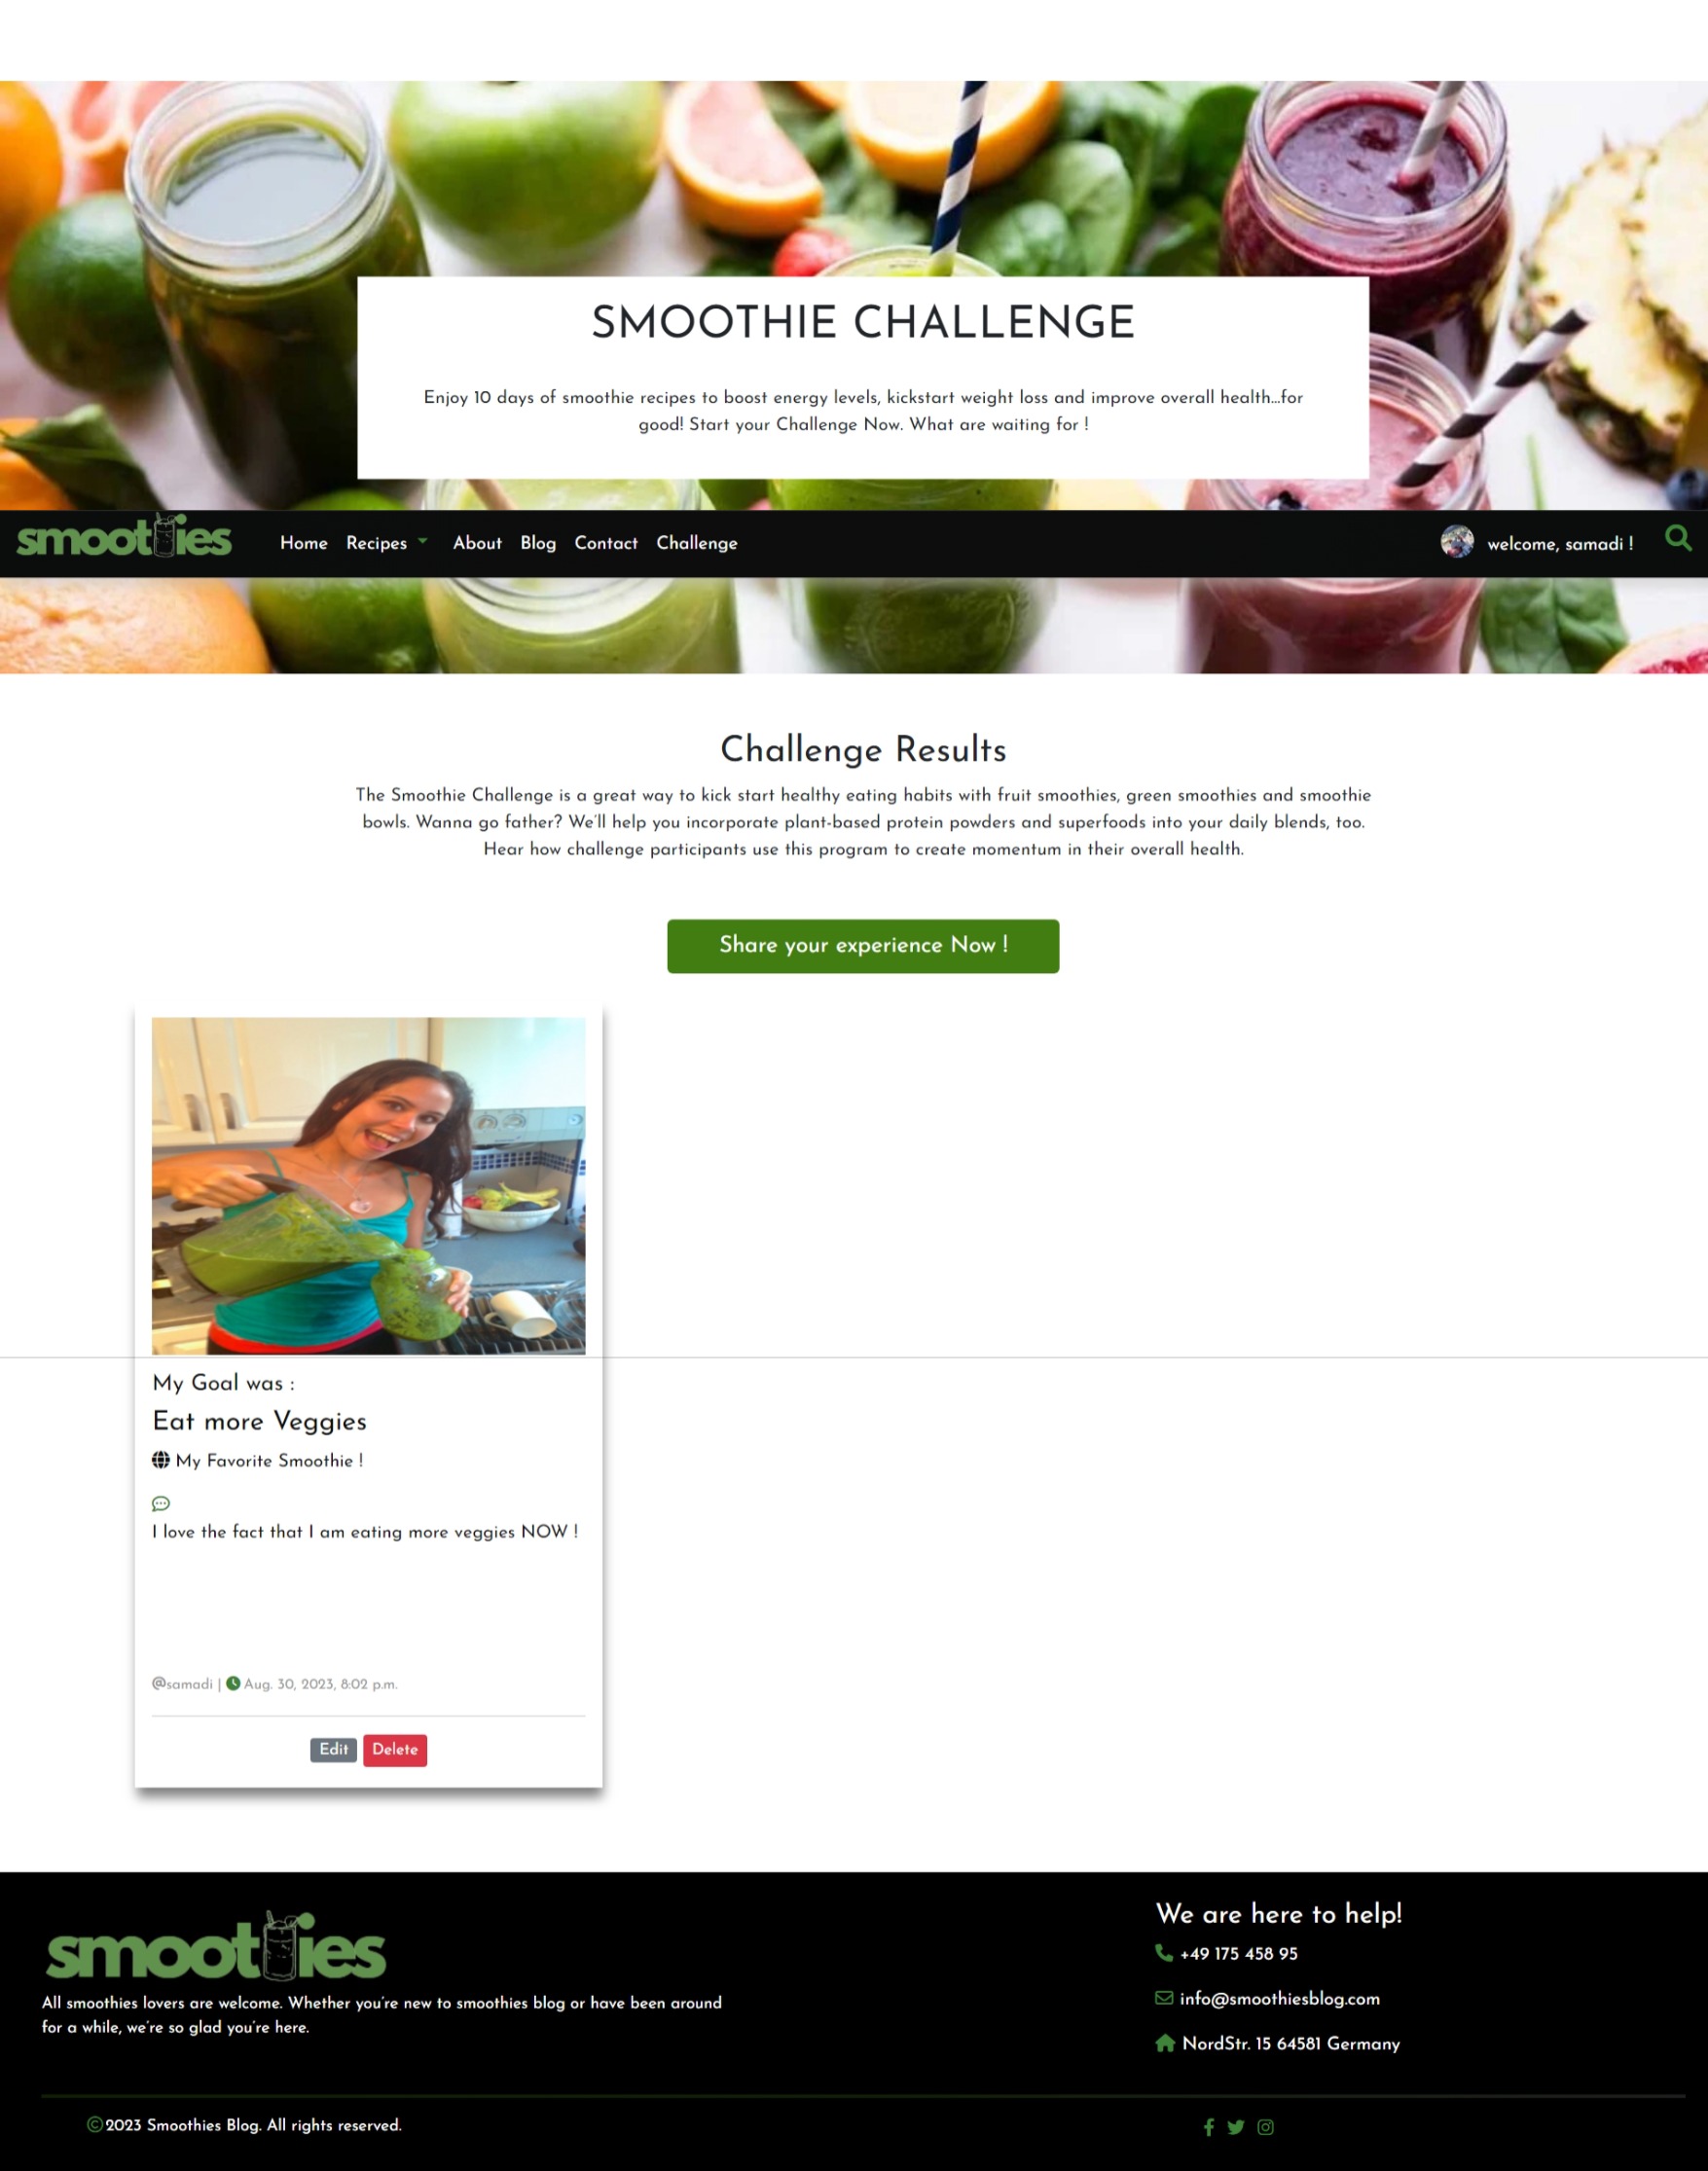 SMOOTHIE CHALLENGE
Enjoy 10 days of smoothie recipes to boost energy levels, kickstart weight loss and improve overall health...for
good! Start your Challenge Now. What are waiting for !
smoothies Home Recipes About Blog Contact Challenge welcome, samadi !
Challenge Results
The Smoothie Challenge is a great way to kick start healthy eating habits with fruit smoothies, green smoothies and smoothie
bowls. Wanna go father? We'll help you incorporate plant-based protein powders and superfoods into your daily blends, too.
Hear how challenge participants use this program to create momentum in their overall health.
Share your experience Now !
My Goal was :
Eat more Veggies
My Favorite Smoothie !
I love the fact that I am eating more veggies NOW !
@samadi | Aug. 30, 2023, 8:02 p.m.
Edit Delete
smoothies
All smoothies lovers are welcome. Whether you're new to smoothies blog or have been around
for a while, we're so glad you're here.
We are here to help!
+49 175 458 95
info@smoothiesblog.com
NordStr. 15 64581 Germany
©2023 Smoothies Blog. All rights reserved.